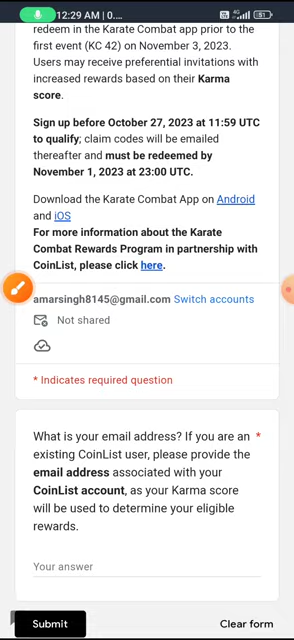 12:29 AM | 0....
4G
61
redeem in the Karate Combat app prior to the
first event (KC 42) on November 3, 2023.
Users may receive preferential invitations with
increased rewards based on their Karma
score.
Sign up before October 27, 2023 at 11:59 UTC
to qualify; claim codes will be emailed
thereafter and must be redeemed by
November 1, 2023 at 23:00 UTC.
Download the Karate Combat App on Android
and iOS
For more information about the Karate
Combat Rewards Program in partnership with
CoinList, please click here.
amarsingh8145@gmail.com Switch accounts
Not shared
* Indicates required question
What is your email address? If you are an *
existing CoinList user, please provide the
email address associated with your
CoinList account, as your Karma score
will be used to determine your eligible
rewards.
Your answer
Submit
Clear form